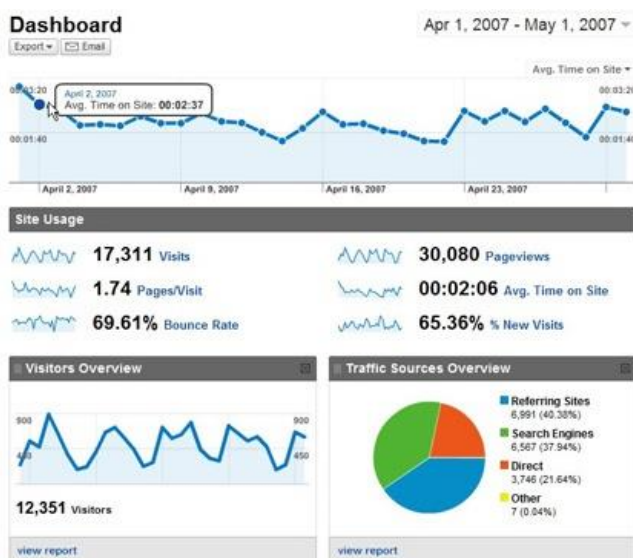 Dashboard
Apr 1, 2007 - May 1, 2007
Export
Email
Avg. Time on Site
00:03:20
00:03:20
April 2, 2007
Avg. Time on Site: 00:02:37
00:01:40
00:01:40
April 2, 2007
April 9, 2007
April 16, 2007
April 23, 2007
Site Usage
17,311 Visits
30,080 Pageviews
1.74 Pages/Visit
00:02:06 Avg. Time on Site
69.61% Bounce Rate
65.36% % New Visits
Visitors Overview
900
900
450
450
12,351 Visitors
view report
Traffic Sources Overview
Referring Sites
6,991 (40.38%)
Search Engines
6,567 (37.94%)
Direct
3,746 (21.64%)
Other
7 (0.04%)
view report